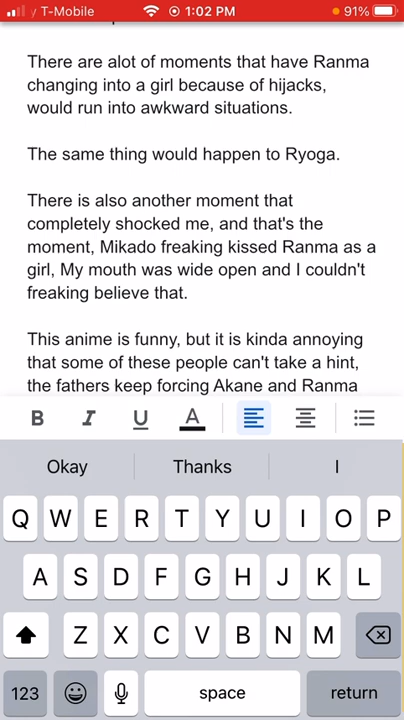 T-Mobile 1:02 PM 91%
There are alot of moments that have Ranma
changing into a girl because of hijacks,
would run into awkward situations.
The same thing would happen to Ryoga.
There is also another moment that
completely shocked me, and that's the
moment, Mikado freaking kissed Ranma as a
girl, My mouth was wide open and I couldn't
freaking believe that.
This anime is funny, but it is kinda annoying
that some of these people can't take a hint,
the fathers keep forcing Akane and Ranma
B I U A
Okay Thanks I
Q W E R T Y U I O P
A S D F G H J K L
Z X C V B N M
123 space return